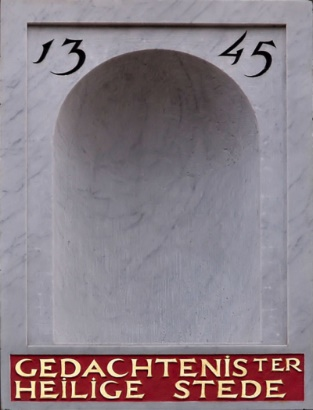 13 45
GEDACHTENIS TER
HEILIGE STEDE